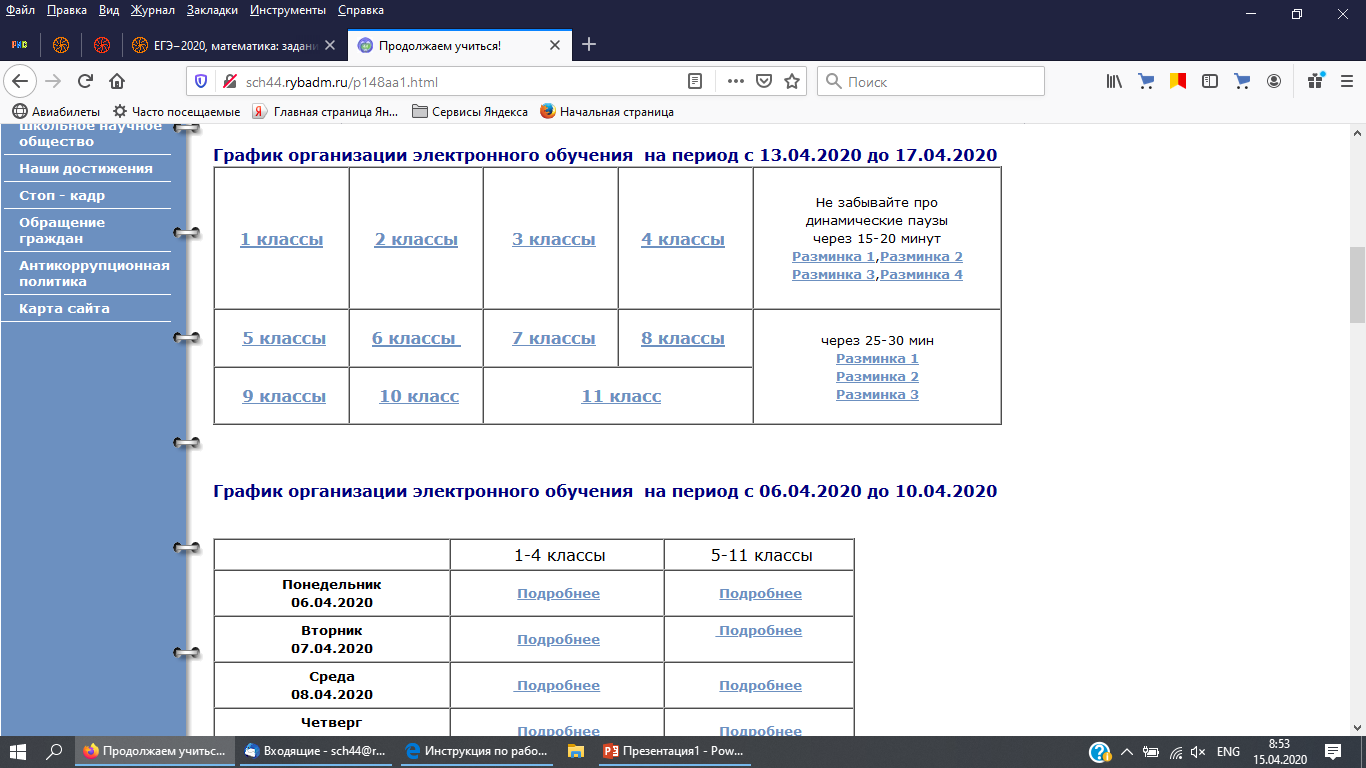 Файл Правка Вид Журнал Закладки Инструменты Справка
ЕГЭ−2020, математика: задани
Продолжаем учиться!
sch44.rybadm.ru/p148aa1.html
Поиск
Авиабилеты Часто посещаемые Главная страница Ян... Сервисы Яндекса Начальная страница
Школьное научное
общество
Наши достижения
Стоп - кадр
Обращение
граждан
Антикоррупционная
политика
Карта сайта
График организации электронного обучения на период с 13.04.2020 до 17.04.2020
1 классы 2 классы 3 классы 4 классы
Не забывайте про
динамические паузы
через 15-20 минут
Разминка 1,Разминка 2
Разминка 3,Разминка 4
5 классы 6 классы 7 классы 8 классы
9 классы 10 класс 11 класс
через 25-30 мин
Разминка 1
Разминка 2
Разминка 3
График организации электронного обучения на период с 06.04.2020 до 10.04.2020
1-4 классы 5-11 классы
Понедельник
06.04.2020
Подробнее Подробнее
Вторник
07.04.2020
Подробнее Подробнее
Среда
08.04.2020
Подробнее Подробнее
Четверг
Подробнее Подробнее
Продолжаем учитьс... Входящие - sch44@r... Инструкция по рабо... Презентация1 - Pow...
ENG
8:53
15.04.2020